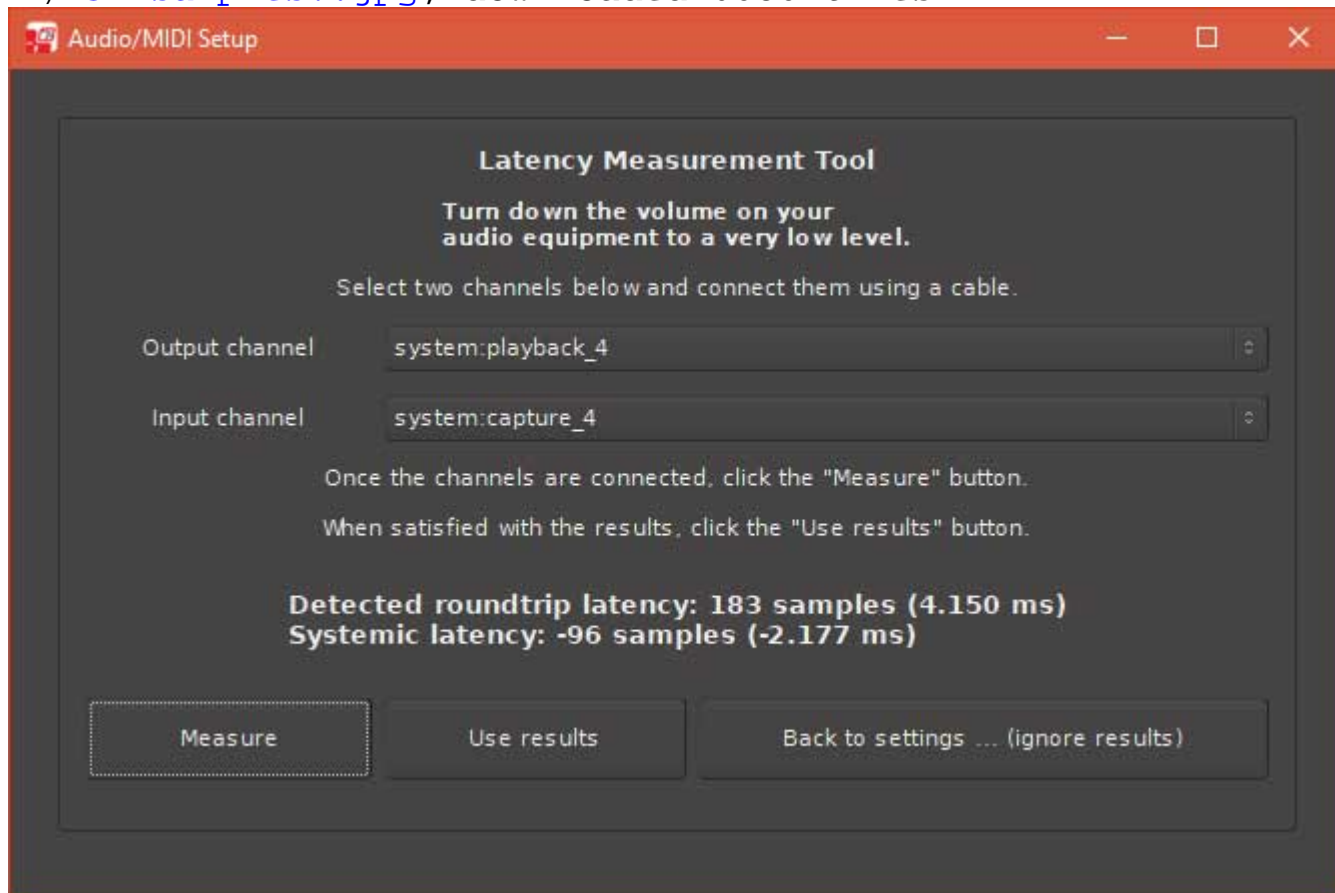 Audio/MIDI Setup
Latency Measurement Tool
Turn down the volume on your
audio equipment to a very low level.
Select two channels below and connect them using a cable.
Output channel system:playback_4
Input channel system:capture_4
Once the channels are connected, click the "Measure" button.
When satisfied with the results, click the "Use results" button.
Detected roundtrip latency: 183 samples (4.150 ms)
Systemic latency: -96 samples (-2.177 ms)
Measure Use results Back to settings ... (ignore results)